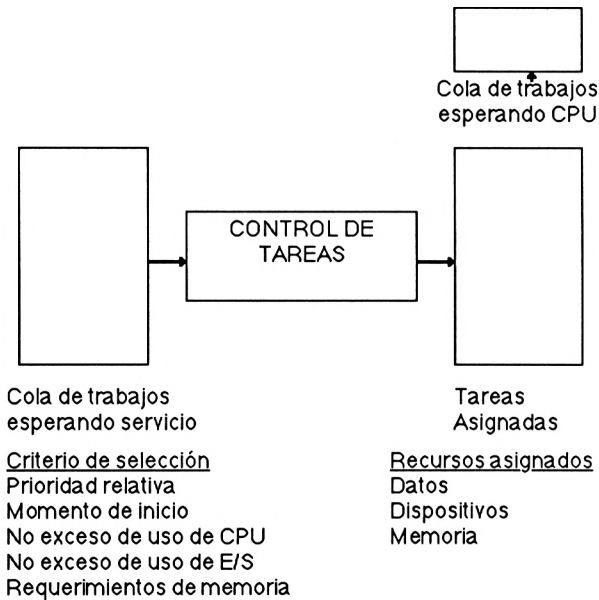 Cola de trabajos
esperando CPU
CONTROL DE
TAREAS
Cola de trabajos
esperando servicio
Tareas
Asignadas
Criterio de selección
Prioridad relativa
Momento de inicio
No exceso de uso de CPU
No exceso de uso de E/S
Requerimientos de memoria
Recursos asignados
Datos
Dispositivos
Memoria